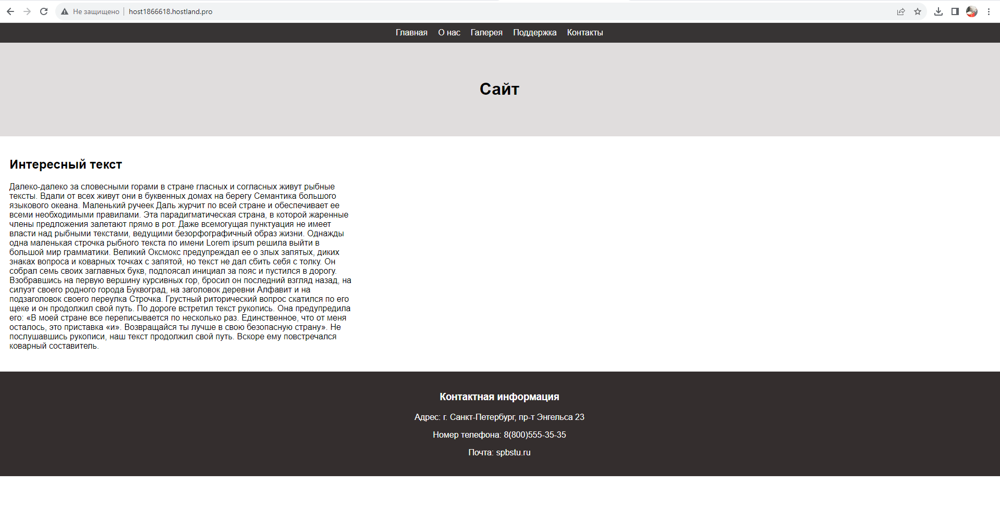 Не защищено host1866618.hostland.pro
Главная О нас Галерея Поддержка Контакты
Сайт
Интересный текст
Далеко-далеко за словесными горами в стране гласных и согласных живут рыбные
тексты. Вдали от всех живут они в буквенных домах на берегу Семантика большого
языкового океана. Маленький ручеек Даль журчит по всей стране и обеспечивает ее
всеми необходимыми правилами. Эта парадигматическая страна, в которой жаренные
члены предложения залетают прямо в рот. Даже всемогущая пунктуация не имеет
власти над рыбными текстами, ведущими безорфографичный образ жизни. Однажды
одна маленькая строчка рыбного текста по имени Lorem ipsum решила выйти в
большой мир грамматики. Великий Оксмокс предупреждал ее о злых запятых, диких
знаках вопроса и коварных точках с запятой, но текст не дал сбить себя с толку. Он
собрал семь своих заглавных букв, подпоясал инициал за пояс и пустился в дорогу.
Взобравшись на первую вершину курсивных гор, бросил он последний взгляд назад, на
силуэт своего родного города Буквоград, на заголовок деревни Алфавит и на
подзаголовок своего переулка Строчка. Грустный риторический вопрос скатился по его
щеке и он продолжил свой путь. По дороге встретил текст рукопись. Она предупредила
его: «В моей стране все переписывается по несколько раз. Единственное, что от меня
осталось, это приставка «и». Возвращайся ты лучше в свою безопасную страну». Не
послушавшись рукописи, наш текст продолжил свой путь. Вскоре ему повстречался
коварный составитель.
Контактная информация
Адрес: г. Санкт-Петербург, пр-т Энгельса 23
Номер телефона: 8(800)555-35-35
Почта: spbstu.ru